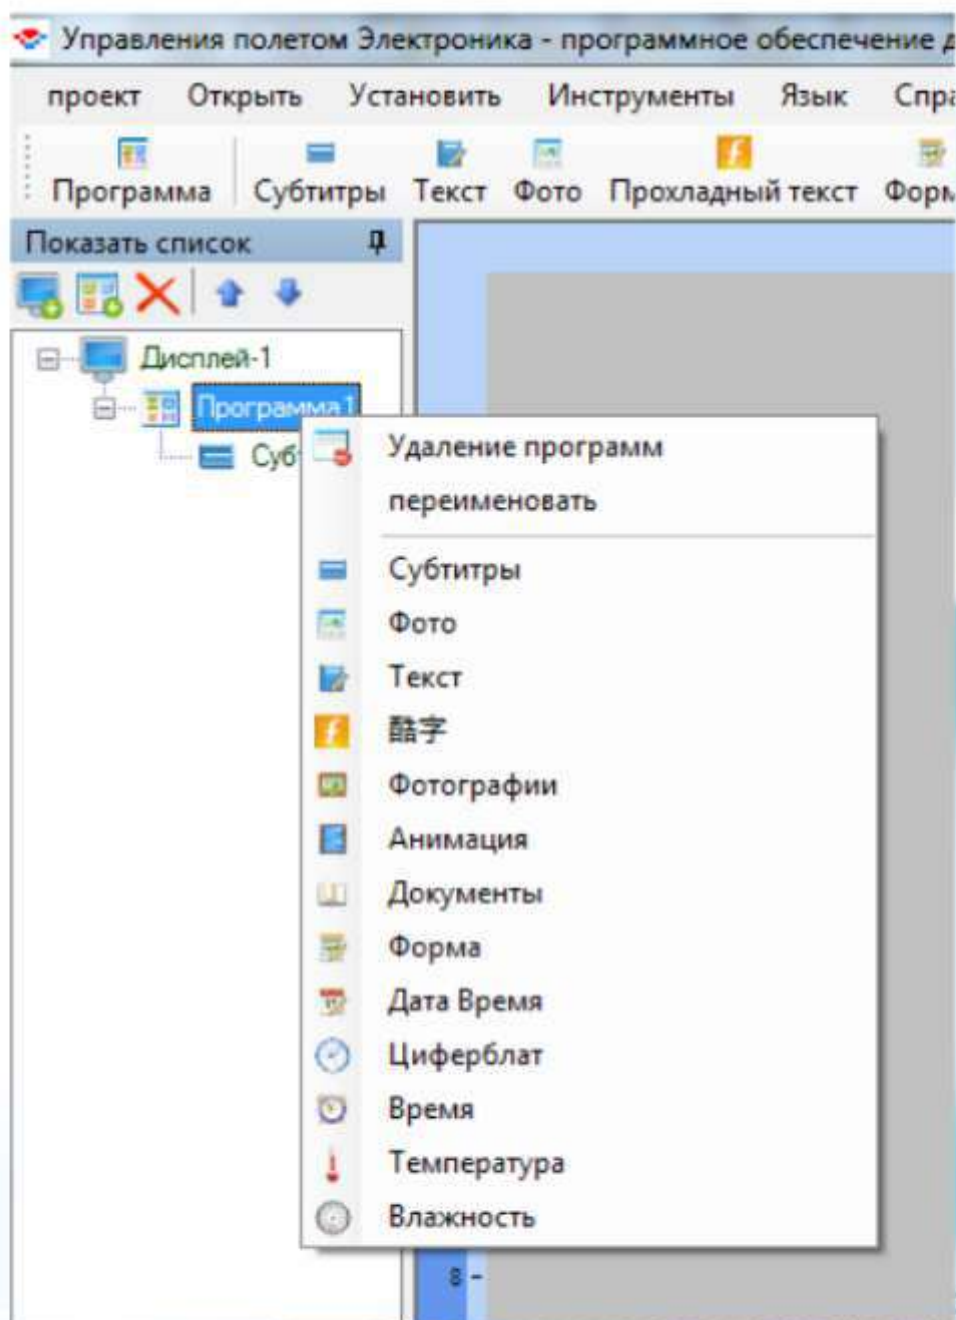 Управления полетом Электроника - программное обеспечение
проект Открыть Установить Инструменты Язык
Программа Субтитры Текст Фото Прохладный текст
Показать список
Дисплей-1
Программа1
Удаление программ
переименовать
Субтитры
Фото
Текст
酷字
Фотографии
Анимация
Документы
Форма
Дата Время
Циферблат
Время
Температура
Влажность
8